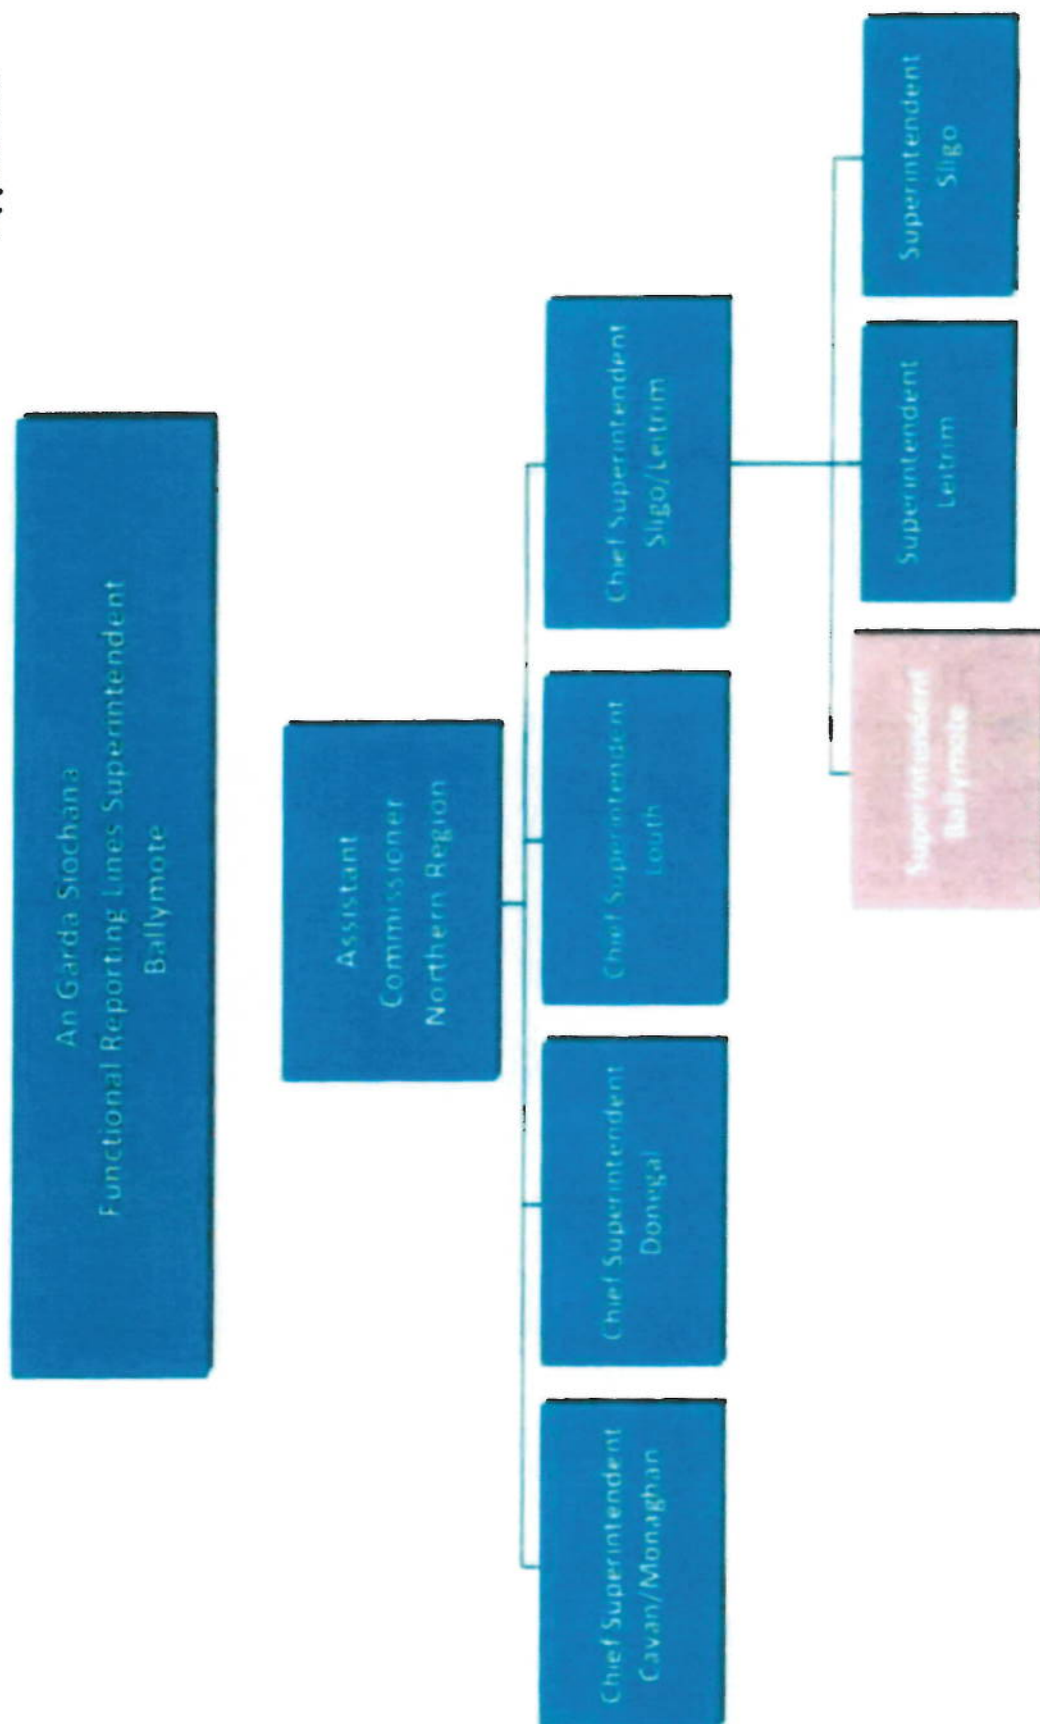 An Garda Siochana
Functional Reporting Lines Superintendent
Ballymote
Assistant
Commissioner
Northern Region
Chief Superintendent
Cavan/Monaghan
Chief Superintendent
Donegal
Chief Superintendent
Louth
Chief Superintendent
Sligo/Leitrim
Superintendent
Ballymote
Superintendent
Leitrim
Superintendent
Sligo